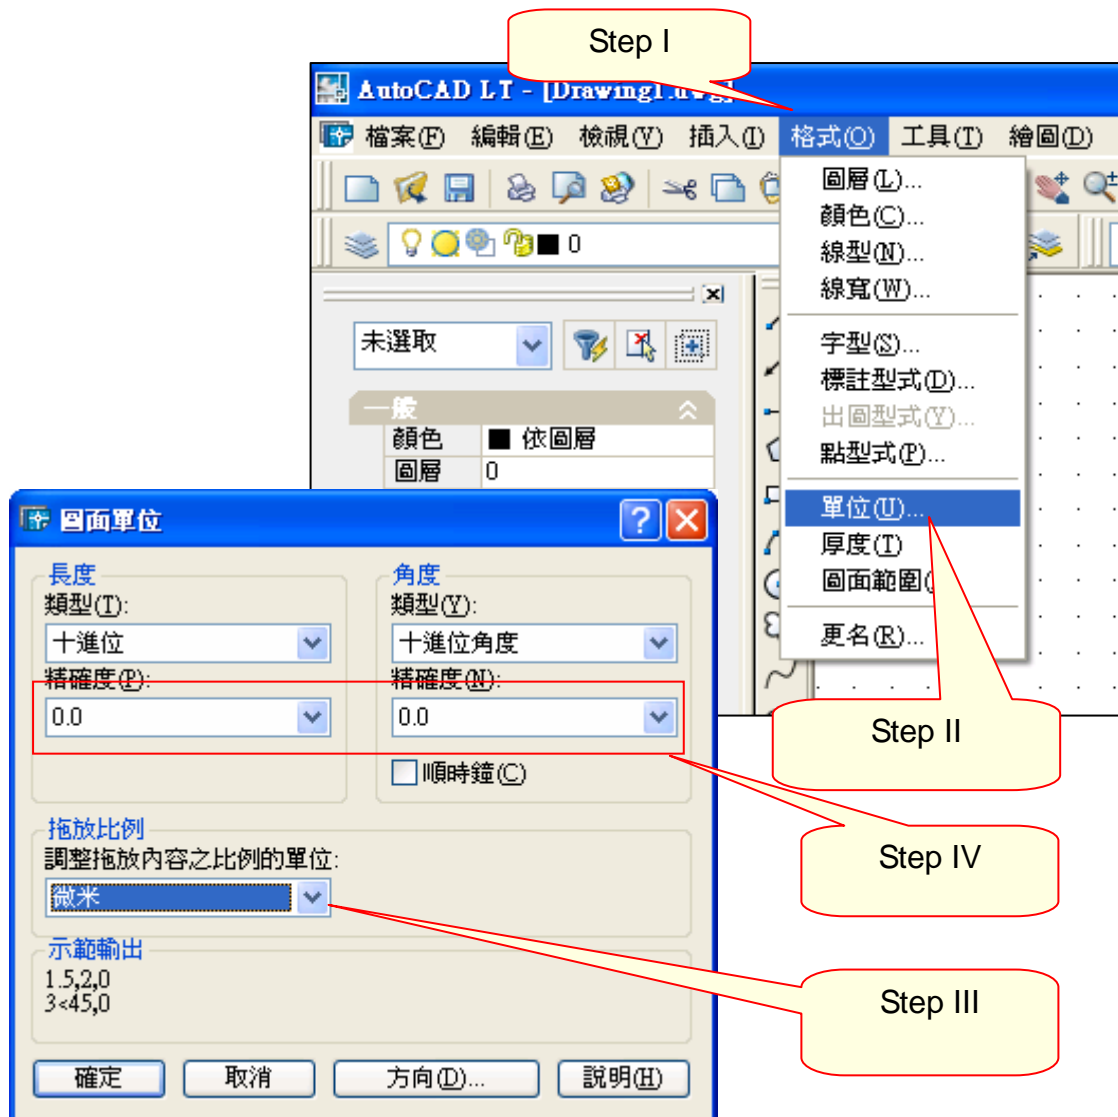 Step I
AutoCAD LT - [Drawing1.dwg]
檔案(F) 編輯(E) 檢視(V) 插入(I) 格式(O) 工具(T) 繪圖(D)
圖層(L)...
顏色(C)...
線型(N)...
線寬(W)...
字型(S)...
標註型式(D)...
出圖型式(Y)...
點型式(P)...
單位(U)...
厚度(T)
圖面範圍(
更名(R)...
0
未選取
一般
顏色 依圖層
圖層 0
Step II
圖面單位
長度
類型(T):
十進位
精確度(P):
0.0
角度
類型(Y):
十進位角度
精確度(N):
0.0
順時鐘(C)
Step IV
拖放比例
調整拖放內容之比例的單位:
微米
Step III
示範輸出
1.5,2,0
3<45,0
確定 取消 方向(D)... 說明(H)